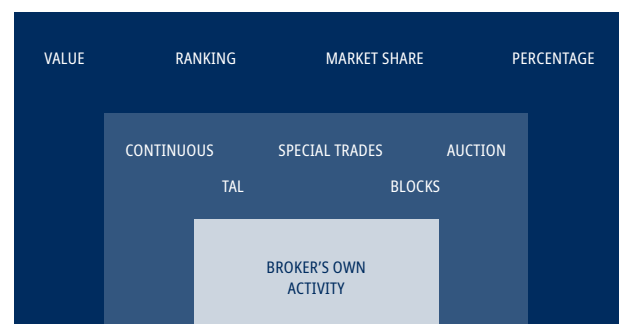 VALUE RANKING MARKET SHARE PERCENTAGE
CONTINUOUS SPECIAL TRADES AUCTION
TAL BLOCKS
BROKER'S OWN
ACTIVITY